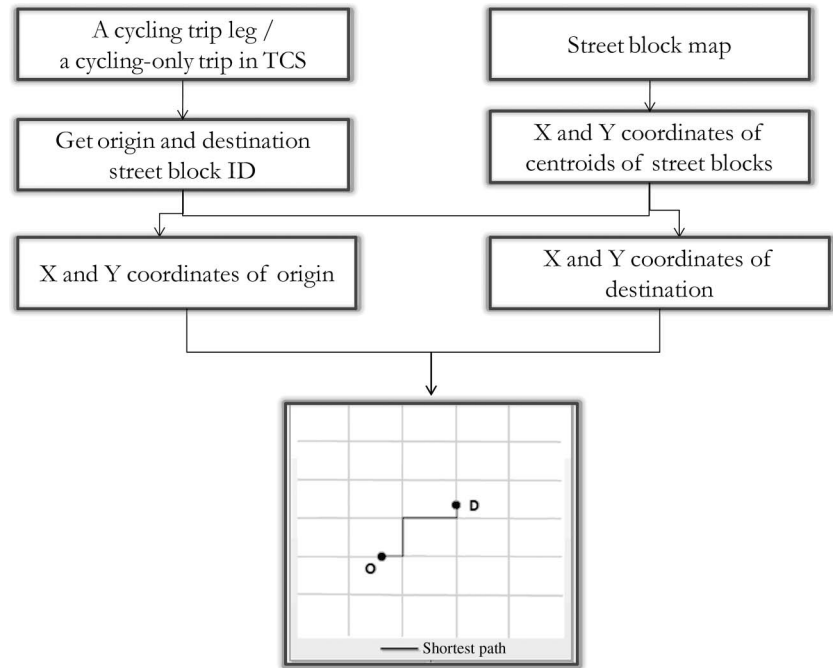 A cycling trip leg /
a cycling-only trip in TCS
Street block map
Get origin and destination
street block ID
X and Y coordinates of
centroids of street blocks
X and Y coordinates of origin
X and Y coordinates of
destination
D
O
Shortest path